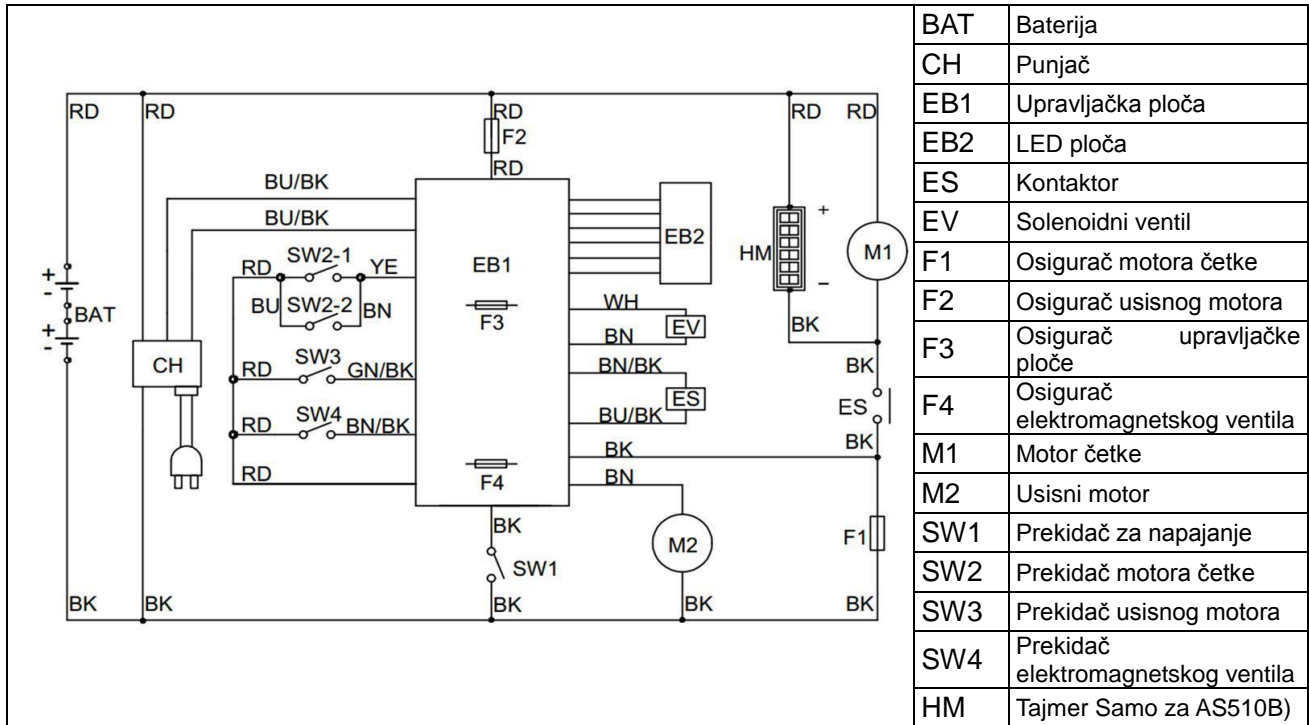 RD RD RD RD RD
F2
RD
BU/BK
BU/BK
EB2
+
SW2-1
RD YE
EB1
HM
M1
+
-
BU SW2-2 BN
−
WH
F3
EV
BAT
+
-
BN
BK
SW3
BN/BK
CH
RD GN/BK
BK
ES
ES
SW4
RD BN/BK
BU/BK
BK
BK
RD
F4
BN
BK
M2
F1
SW1
BK BK BK BK BK
BAT Baterija
CH Punjač
EB1 Upravljačka ploča
EB2 LED ploča
ES Kontaktor
EV Solenoidni ventil
F1 Osigurač motora četke
F2 Osigurač usisnog motora
F3 Osigurač upravljačke
ploče
F4 Osigurač
elektromagnetskog ventila
M1 Motor četke
M2 Usisni motor
SW1 Prekidač za napajanje
SW2 Prekidač motora četke
SW3 Prekidač usisnog motora
SW4 Prekidač
elektromagnetskog ventila
HM Tajmer Samo za AS510B)